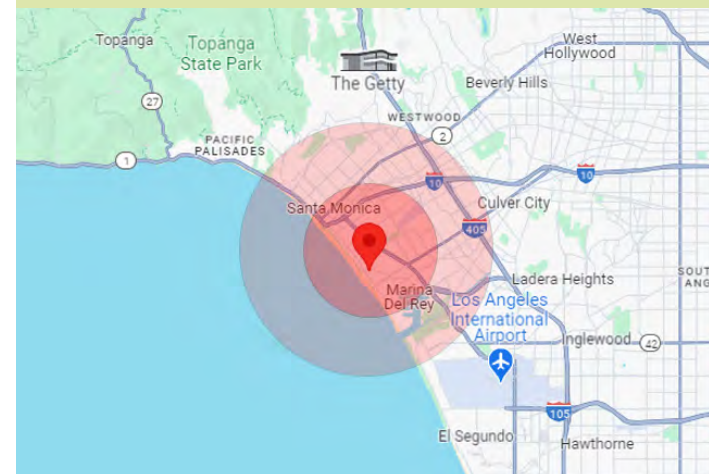 Topanga
Topanga
State Park
West
Hollywood
The Getty
Beverly Hills
27
WESTWOOD
2
PACIFIC
PALISADES
1
10
10
Santa Monica
Culver City
405
Marina
Del Rey
Ladera Heights
SOUT
ANG
Los Angeles
International
Airport
Inglewood
42
105
El Segundo
Hawthorne